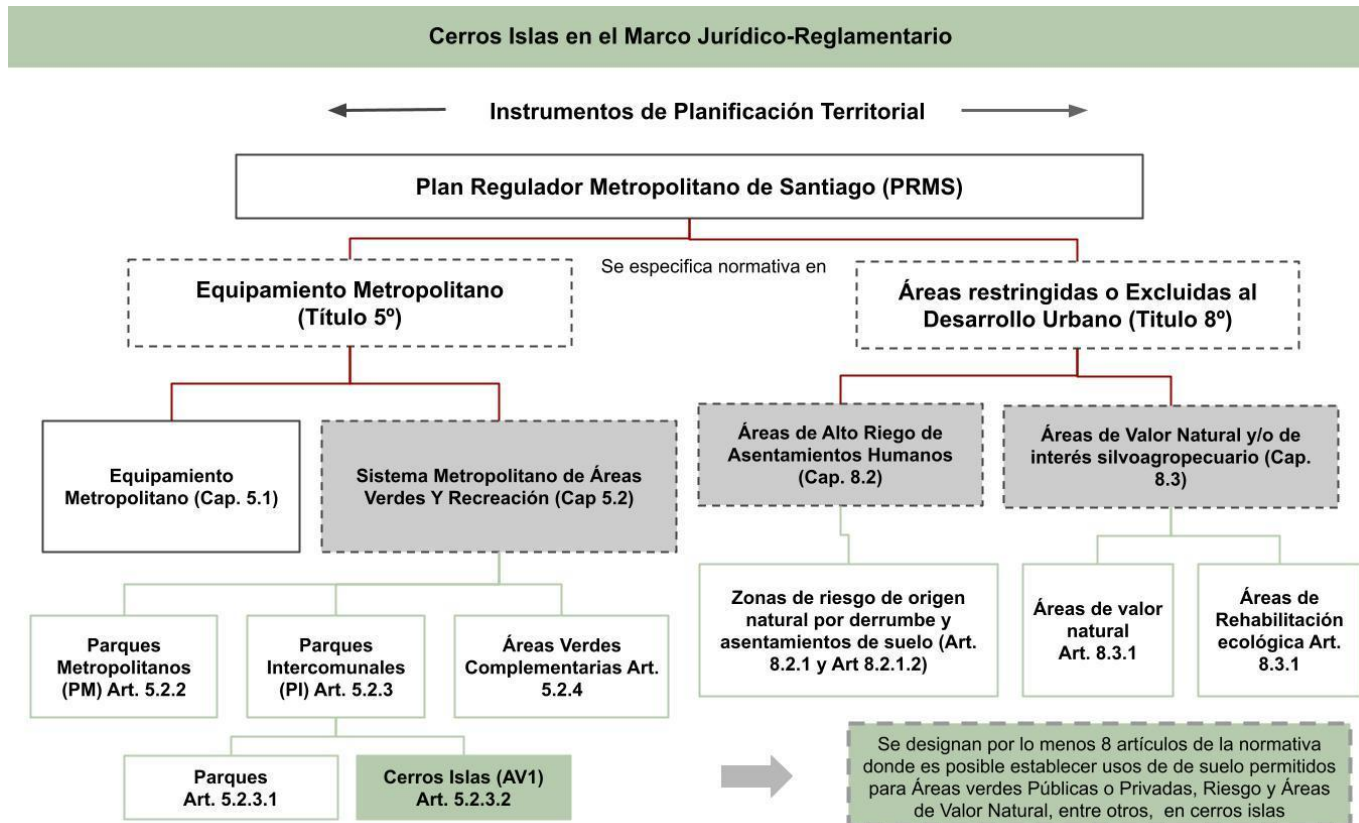 Cerros Islas en el Marco Jurídico-Reglamentario
Instrumentos de Planificación Territorial
Plan Regulador Metropolitano de Santiago (PRMS)
Se especifica normativa en
Equipamiento Metropolitano
(Título 5º)
Áreas restringidas o Excluidas al
Desarrollo Urbano (Titulo 8º)
Equipamiento
Metropolitano (Cap. 5.1)
Sistema Metropolitano de Áreas
Verdes Y Recreación (Cap 5.2)
Áreas de Alto Riego de
Asentamientos Humanos
(Cap. 8.2)
Áreas de Valor Natural y/o de
interés silvoagropecuario (Cap.
8.3)
Parques
Metropolitanos
(PM) Art. 5.2.2
Parques
Intercomunales
(PI) Art. 5.2.3
Áreas Verdes
Complementarias Art.
5.2.4
Zonas de riesgo de origen
natural por derrumbe y
asentamientos de suelo (Art.
8.2.1 y Art 8.2.1.2)
Áreas de valor
natural
Art. 8.3.1
Áreas de
Rehabilitación
ecológica Art.
8.3.1
Parques
Art. 5.2.3.1
Cerros Islas (AV1)
Art. 5.2.3.2
Se designan por lo menos 8 artículos de la normativa
donde es posible establecer usos de de suelo permitidos
para Áreas verdes Públicas o Privadas, Riesgo y Áreas
de Valor Natural, entre otros, en cerros islas